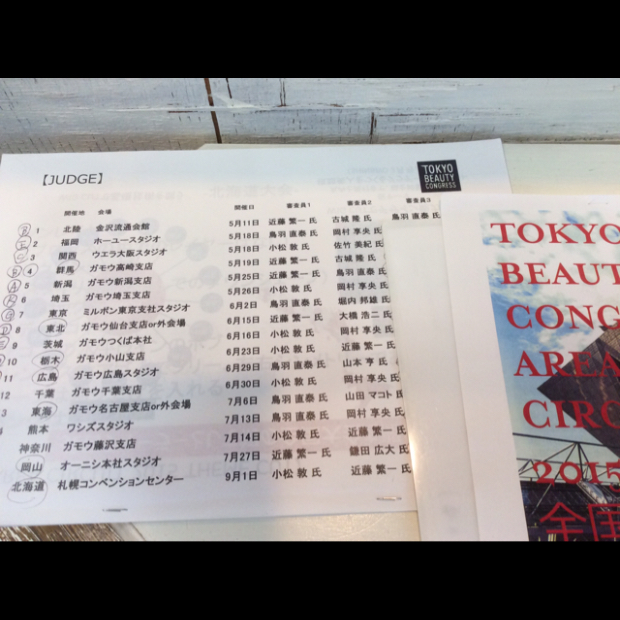 【JUDGE】
TOKYO
BEAUTY
CONGRESS
開催地 会場 開催日 審査員1 審査員2 審査員3
1 北陸 金沢流通会館 5月11日 近藤 繁一 氏 古城 隆 氏 鳥羽 直泰 氏
2 福岡 ホーユースタジオ 5月18日 鳥羽 直泰 氏 岡村 享央 氏
3 関西 ウエラ大阪スタジオ 5月18日 小松 敦 氏 佐竹 美紀 氏
4 群馬 ガモウ高崎支店 5月19日 近藤 繁一 氏 古城 隆 氏
5 新潟 ガモウ新潟支店 5月25日 近藤 繁一 氏 鳥羽 直泰 氏
6 埼玉 ガモウ埼玉支店 5月26日 小松 敦 氏 岡村 享央 氏
7 東京 ミルボン東京支社スタジオ 6月2日 鳥羽 直泰 氏 堀内 邦雄 氏
8 東北 ガモウ仙台支店or外会場 6月15日 近藤 繁一 氏 大橋 浩二 氏
9 茨城 ガモウつくば本社 6月16日 小松 敦 氏 岡村 享央 氏
10 栃木 ガモウ小山支店 6月23日 小松 敦 氏 近藤 繁一 氏
11 広島 ガモウ広島スタジオ 6月29日 鳥羽 直泰 氏 山本 亨 氏
12 千葉 ガモウ千葉支店 6月30日 小松 敦 氏 岡村 享央 氏
3 東海 ガモウ名古屋支店or外会場 7月6日 鳥羽 直泰 氏 山田 マコト 氏
4 熊本 ワシズスタジオ 7月13日 鳥羽 直泰 氏 岡村 享央 氏
神奈川 ガモウ藤沢支店 7月14日 小松 敦 氏 近藤 繁一 氏
岡山 オーニシ本社スタジオ 7月27日 近藤 繁一 氏 鎌田 広大 氏
北海道 札幌コンベンションセンター 9月1日 小松 敦 氏 近藤 繁一 氏
TOKYO
BEAUT
CONG
AREA
CIRC
2015
全国